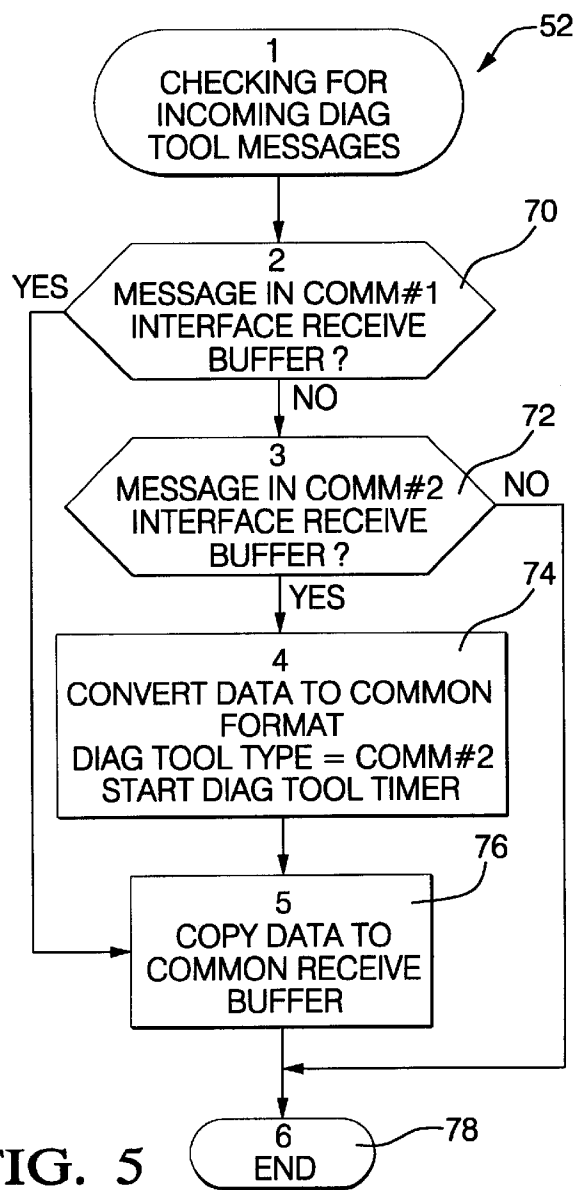 52
1
CHECKING FOR
INCOMING DIAG
TOOL MESSAGES
70
YES
2
MESSAGE IN COMM#1
INTERFACE RECEIVE
BUFFER ?
NO
72
3
MESSAGE IN COMM#2
INTERFACE RECEIVE
BUFFER ?
NO
YES
74
4
CONVERT DATA TO COMMON
FORMAT
DIAG TOOL TYPE = COMM#2
START DIAG TOOL TIMER
76
5
COPY DATA TO
COMMON RECEIVE
BUFFER
6
END
78
FIG. 5